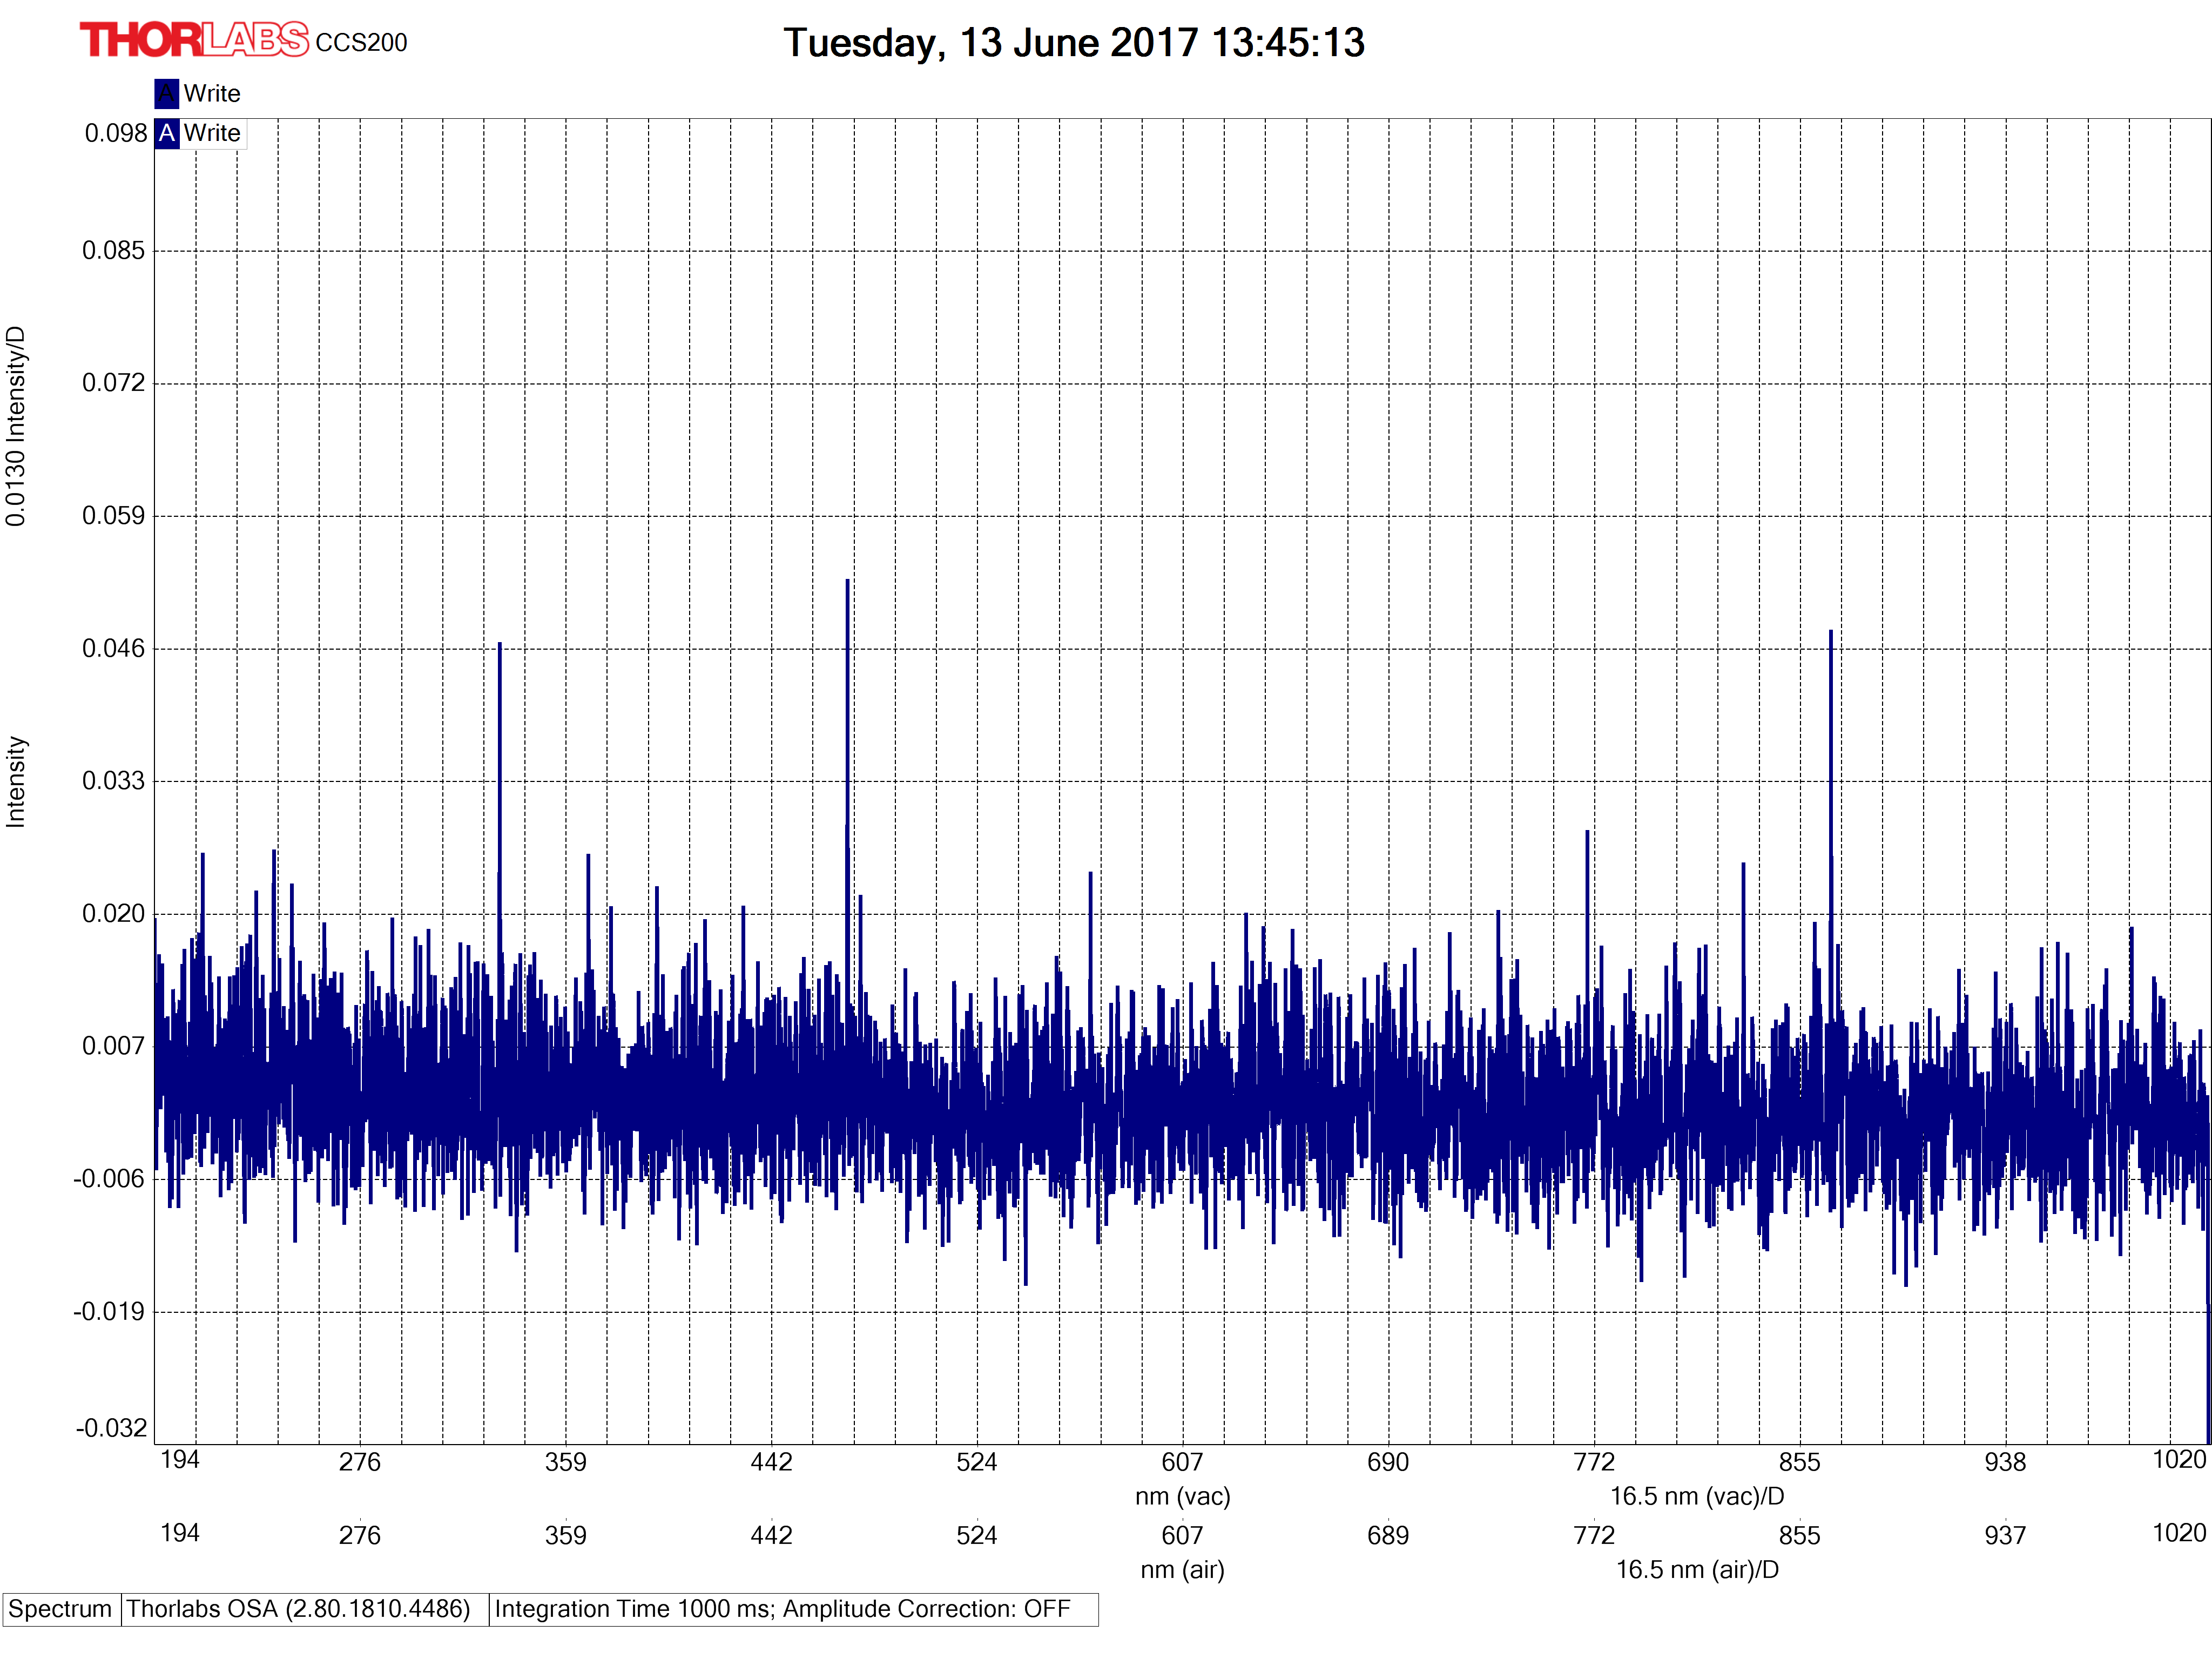 THORLABS CCS200
Tuesday, 13 June 2017 13:45:13
A Write
A Write
0.098
0.085
0.072
0.059
0.046
0.033
0.020
0.007
-0.006
-0.019
-0.032
0.0130 Intensity/D
Intensity
194 276 359 442 524 607 690 772 855 938 1020
nm (vac) 16.5 nm (vac)/D
194 276 359 442 524 607 689 772 855 937 1020
nm (air) 16.5 nm (air)/D
Spectrum Thorlabs OSA (2.80.1810.4486) Integration Time 1000 ms; Amplitude Correction: OFF